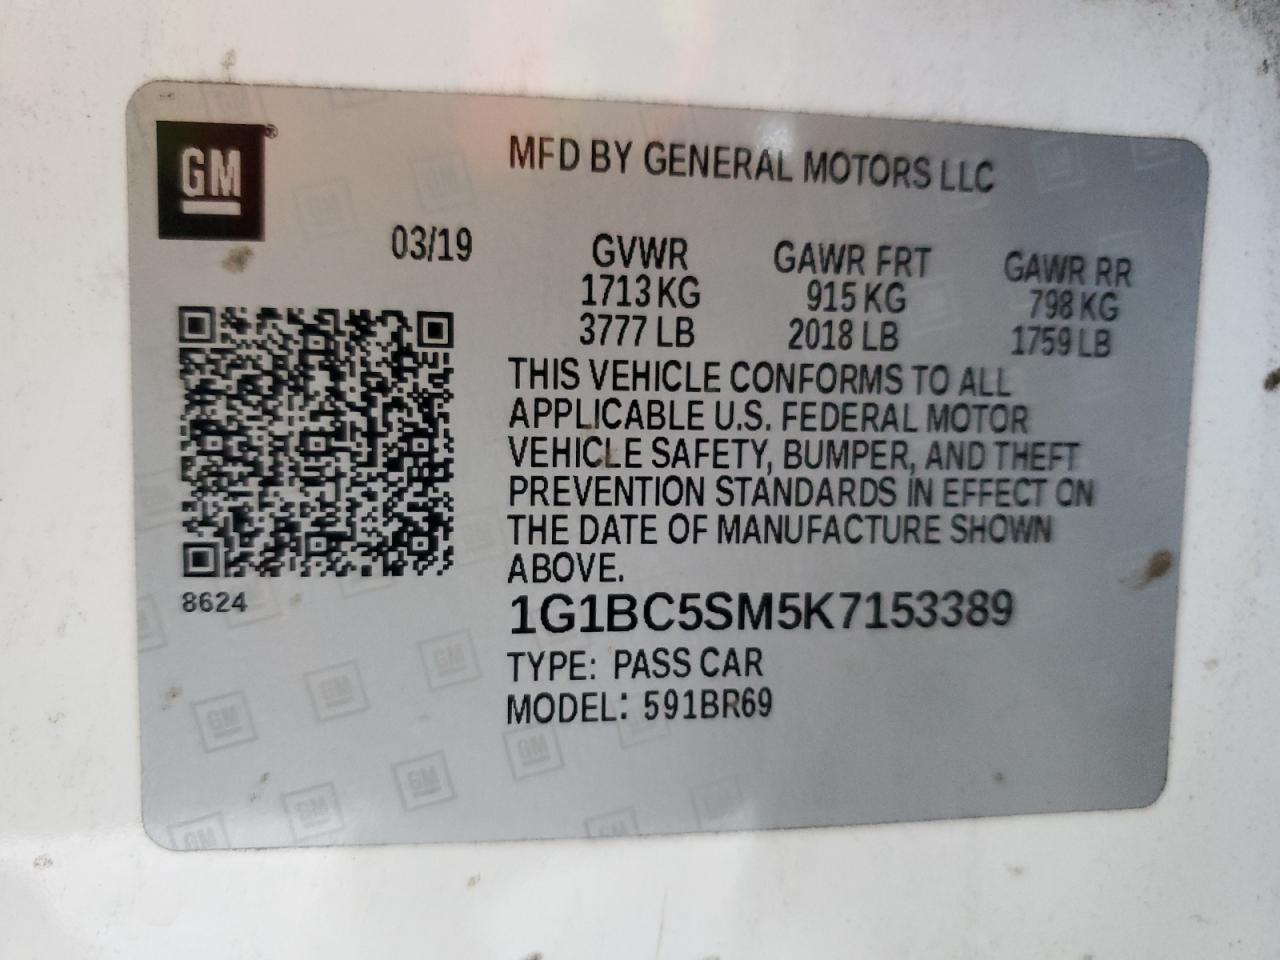 GM®
MFD BY GENERAL MOTORS LLC
03/19
GVWR GAWR FRT GAWR RR
1713 KG 915 KG 798 KG
3777 LB 2018 LB 1759 LB
THIS VEHICLE CONFORMS TO ALL
APPLICABLE U.S. FEDERAL MOTOR
VEHICLE SAFETY, BUMPER, AND THEFT
PREVENTION STANDARDS IN EFFECT ON
THE DATE OF MANUFACTURE SHOWN
ABOVE.
8624
1G1BC5SM5K7153389
TYPE: PASS CAR
MODEL: 591BR69